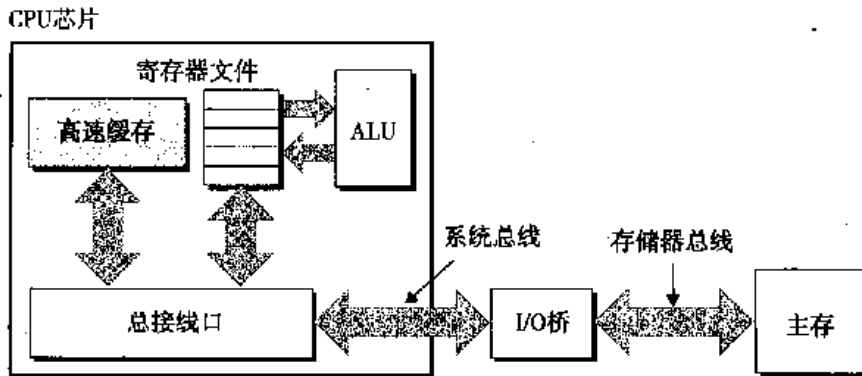 CPU芯片
寄存器文件
高速缓存
ALU
系统总线
存储器总线
总接线口
I/O桥
主存